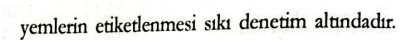 yemlerin etiketlenmesi sıkı denetim altındadır.